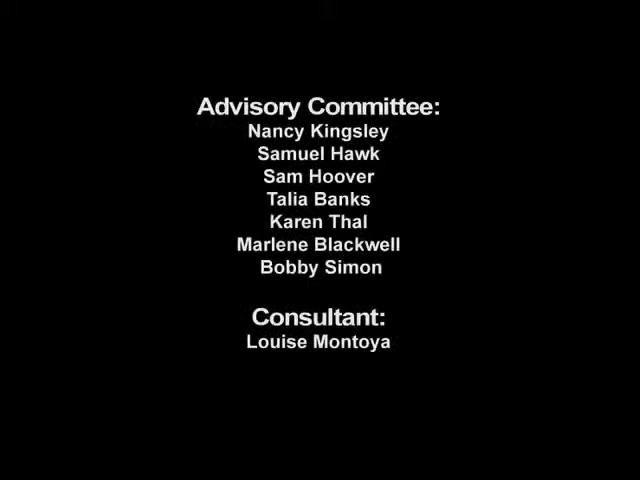 Advisory Committee:
Nancy Kingsley
Samuel Hawk
Sam Hoover
Talia Banks
Karen Thal
Marlene Blackwell
Bobby Simon
Consultant:
Louise Montoya